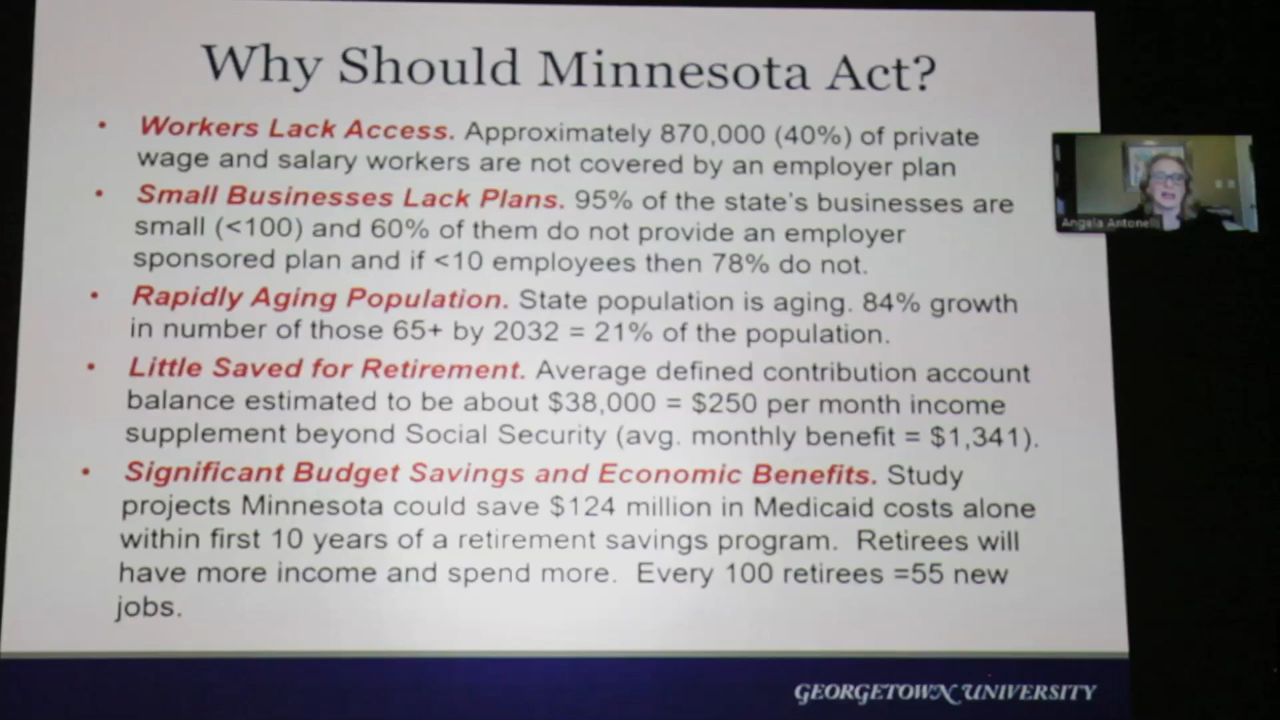 Why Should Minnesota Act?
• Workers Lack Access. Approximately 870,000 (40%) of private
wage and salary workers are not covered by an employer plan
• Small Businesses Lack Plans. 95% of the state's businesses are
small (<100) and 60% of them do not provide an employer
sponsored plan and if <10 employees then 78% do not.
• Rapidly Aging Population. State population is aging. 84% growth
in number of those 65+ by 2032 = 21% of the population.
• Little Saved for Retirement. Average defined contribution account
balance estimated to be about $38,000 = $250 per month income
supplement beyond Social Security (avg. monthly benefit = $1,341).
• Significant Budget Savings and Economic Benefits. Study
projects Minnesota could save $124 million in Medicaid costs alone
within first 10 years of a retirement savings program. Retirees will
have more income and spend more. Every 100 retirees =55 new
jobs.
GEORGETOWN UNIVERSITY
Angela Antonelli